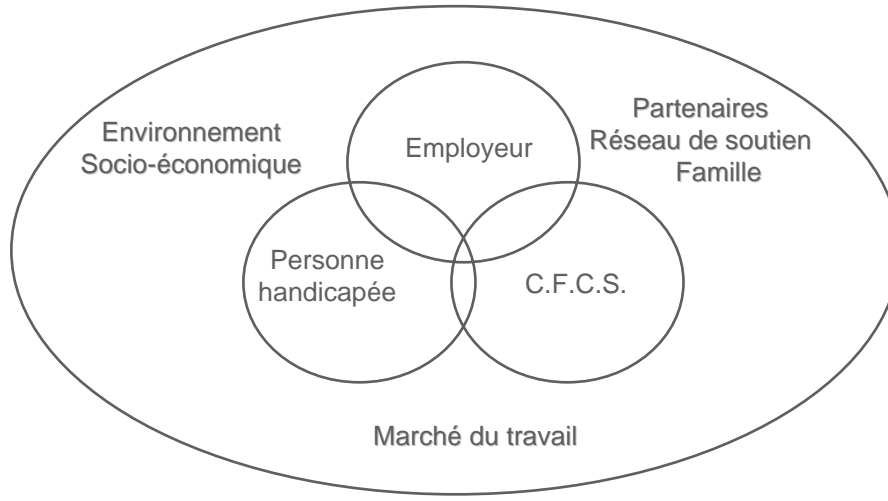 Environnement
Socio-économique
Employeur
Partenaires
Réseau de soutien
Famille
Personne
handicapée
C.F.C.S.
Marché du travail